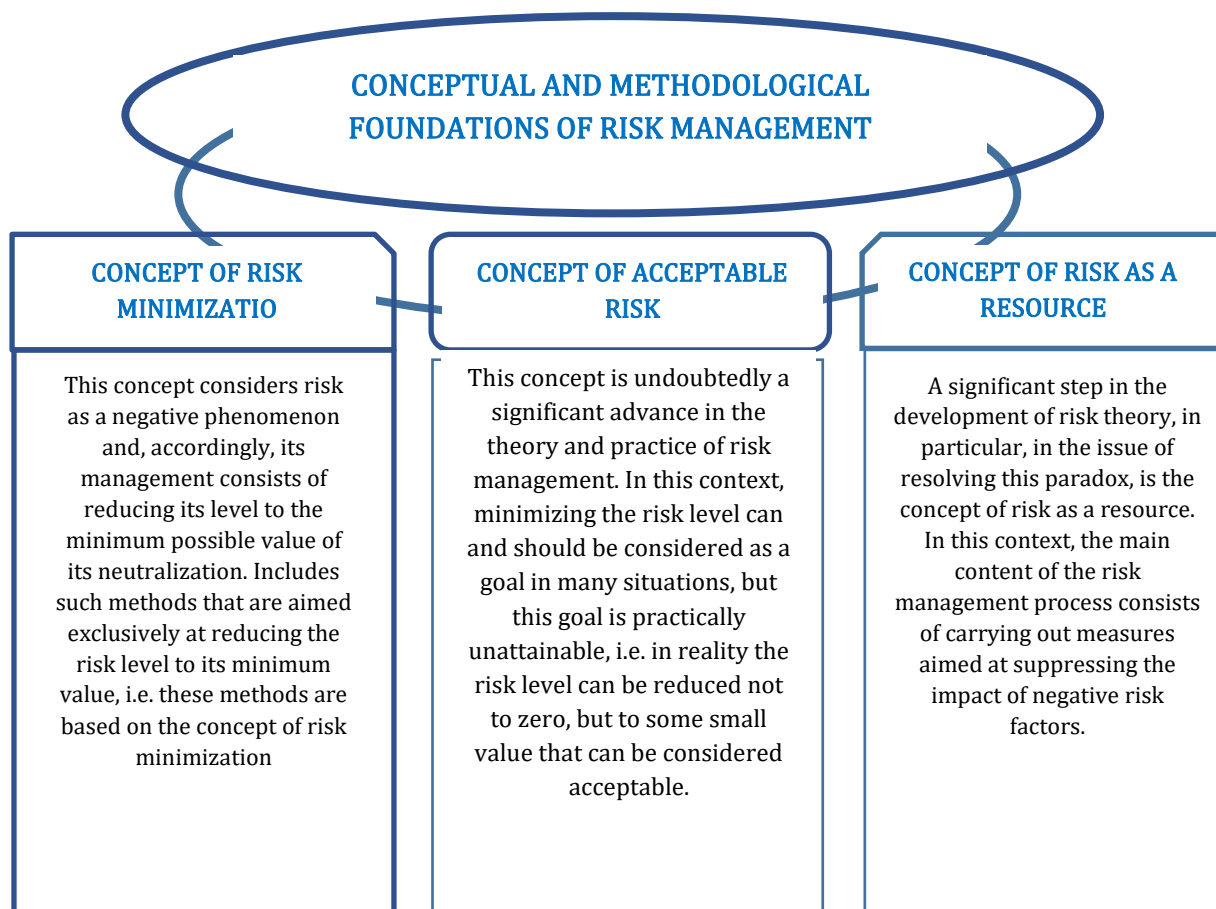 CONCEPTUAL AND METHODOLOGICAL
FOUNDATIONS OF RISK MANAGEMENT
CONCEPT OF RISK
MINIMIZATIO
This concept considers risk
as a negative phenomenon
and, accordingly, its
management consists of
reducing its level to the
minimum possible value of
its neutralization. Includes
such methods that are aimed
exclusively at reducing the
risk level to its minimum
value, i.e. these methods are
based on the concept of risk
minimization
CONCEPT OF ACCEPTABLE
RISK
This concept is undoubtedly a
significant advance in the
theory and practice of risk
management. In this context,
minimizing the risk level can
and should be considered as a
goal in many situations, but
this goal is practically
unattainable, i.e. in reality the
risk level can be reduced not
to zero, but to some small
value that can be considered
acceptable.
CONCEPT OF RISK AS A
RESOURCE
A significant step in the
development of risk theory, in
particular, in the issue of
resolving this paradox, is the
concept of risk as a resource.
In this context, the main
content of the risk
management process consists
of carrying out measures
aimed at suppressing the
impact of negative risk
factors.